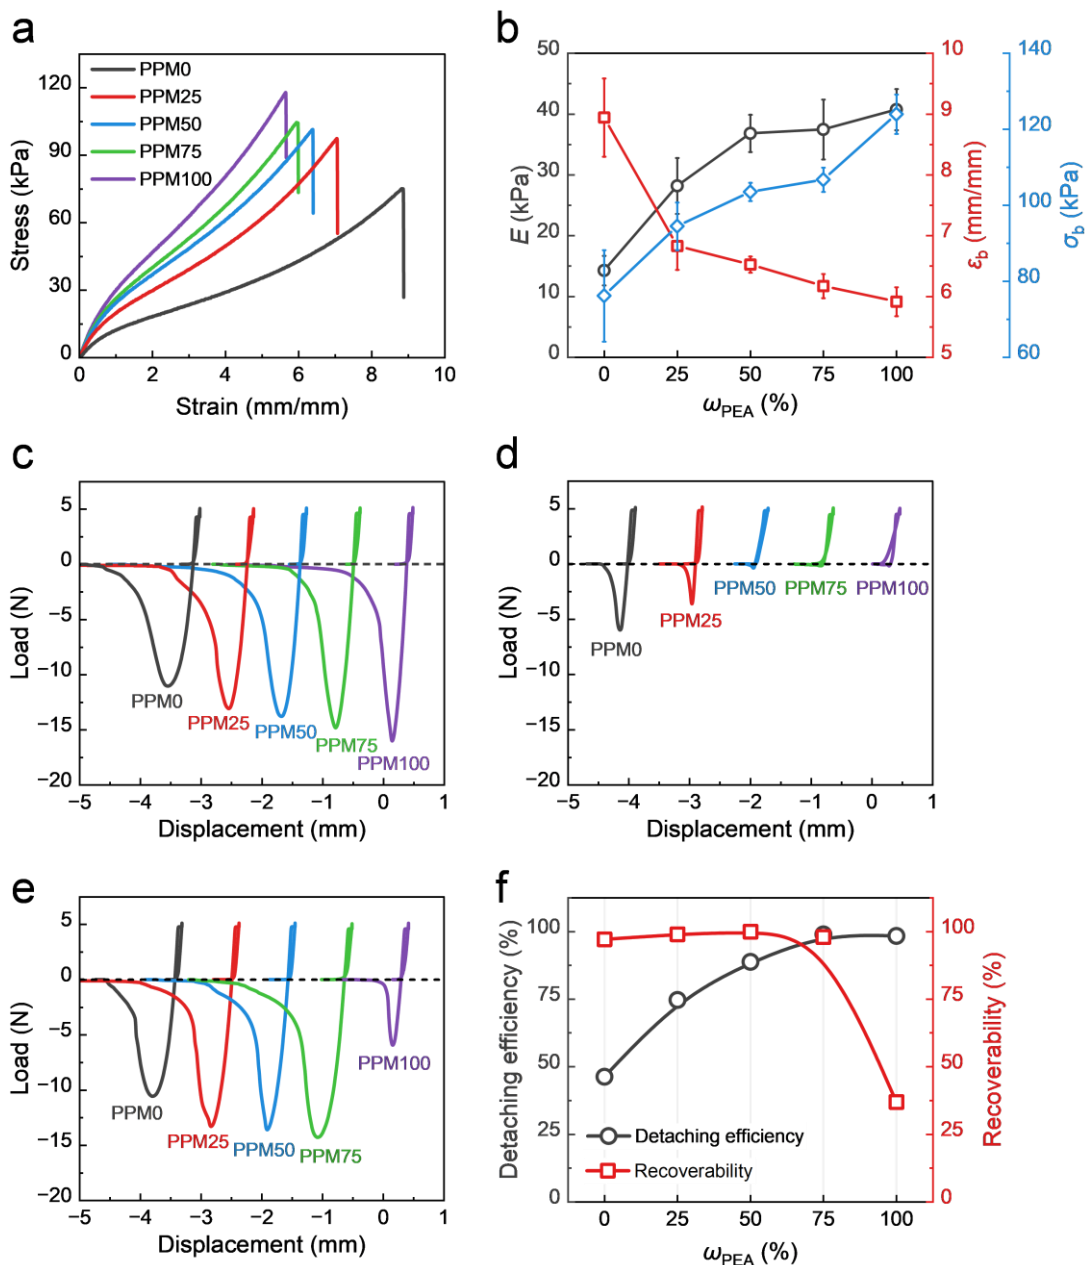 a
PPM0
PPM25
PPM50
PPM75
PPM100
120
90
60
30
0
Stress (kPa)
0 2 4 6 8 10
Strain (mm/mm)
b
50
40
30
20
10
0
E (kPa)
10
9
8
7
6
5
εb (mm/mm)
140
120
100
80
60
σb (kPa)
0 25 50 75 100
ωPEA (%)
c
5
0
−5
−10
−15
−20
Load (N)
PPM0
PPM25
PPM50
PPM75
PPM100
−5 −4 −3 −2 −1 0 1
Displacement (mm)
d
5
0
−5
−10
−15
−20
Load (N)
PPM0
PPM25
PPM50
PPM75
PPM100
−5 −4 −3 −2 −1 0 1
Displacement (mm)
e
5
0
−5
−10
−15
−20
Load (N)
PPM0
PPM25
PPM50
PPM75
PPM100
−5 −4 −3 −2 −1 0 1
Displacement (mm)
f
100
75
50
25
0
Detaching efficiency (%)
Detaching efficiency
Recoverability
100
75
50
25
0
Recoverability (%)
0 25 50 75 100
ωPEA (%)